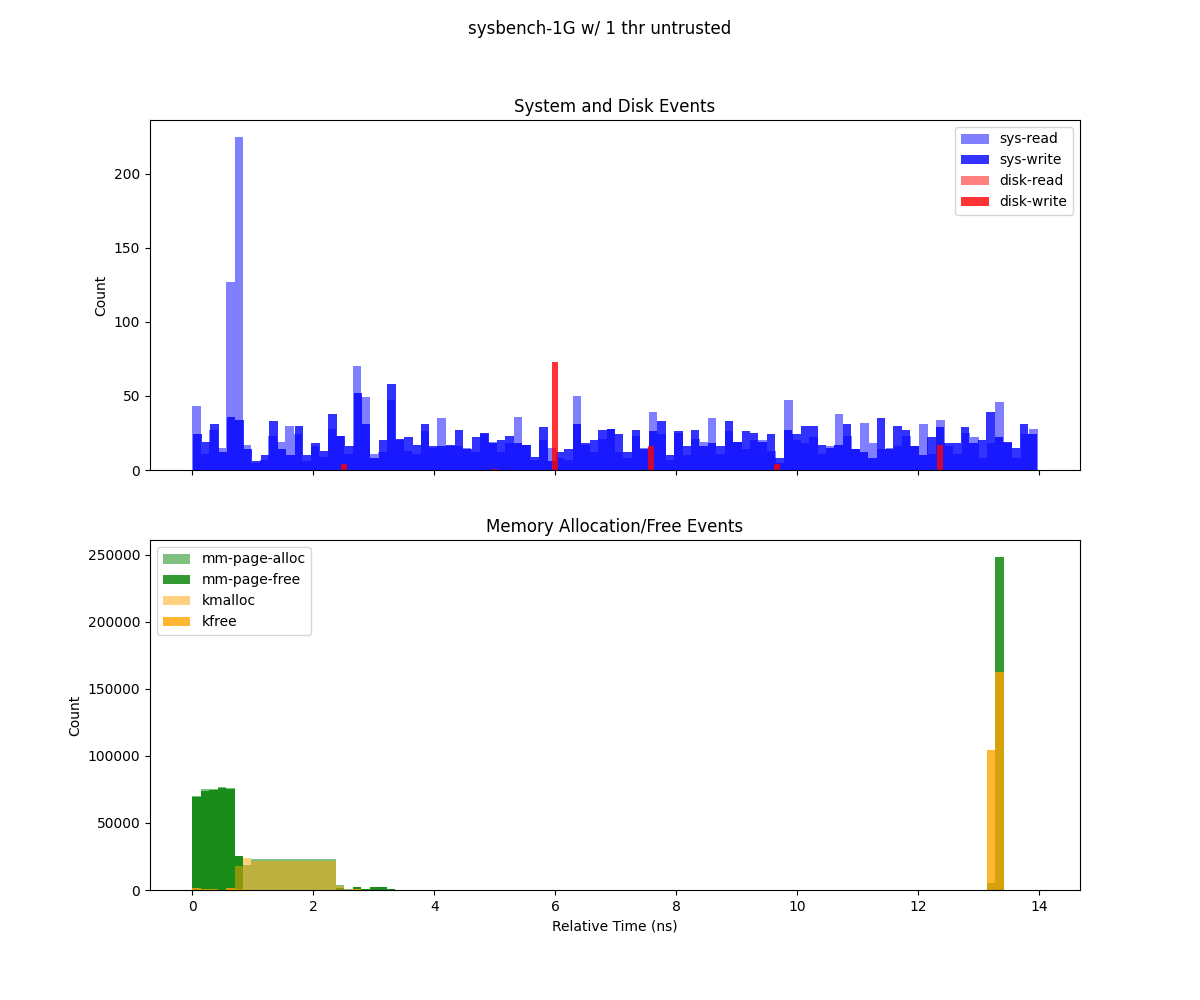 sysbench-1G w/ 1 thr untrusted
System and Disk Events
Count
200
150
100
50
0
sys-read
sys-write
disk-read
disk-write
Memory Allocation/Free Events
Count
250000
200000
150000
100000
50000
0
mm-page-alloc
mm-page-free
kmalloc
kfree
0 2 4 6 8 10 12 14
Relative Time (ns)